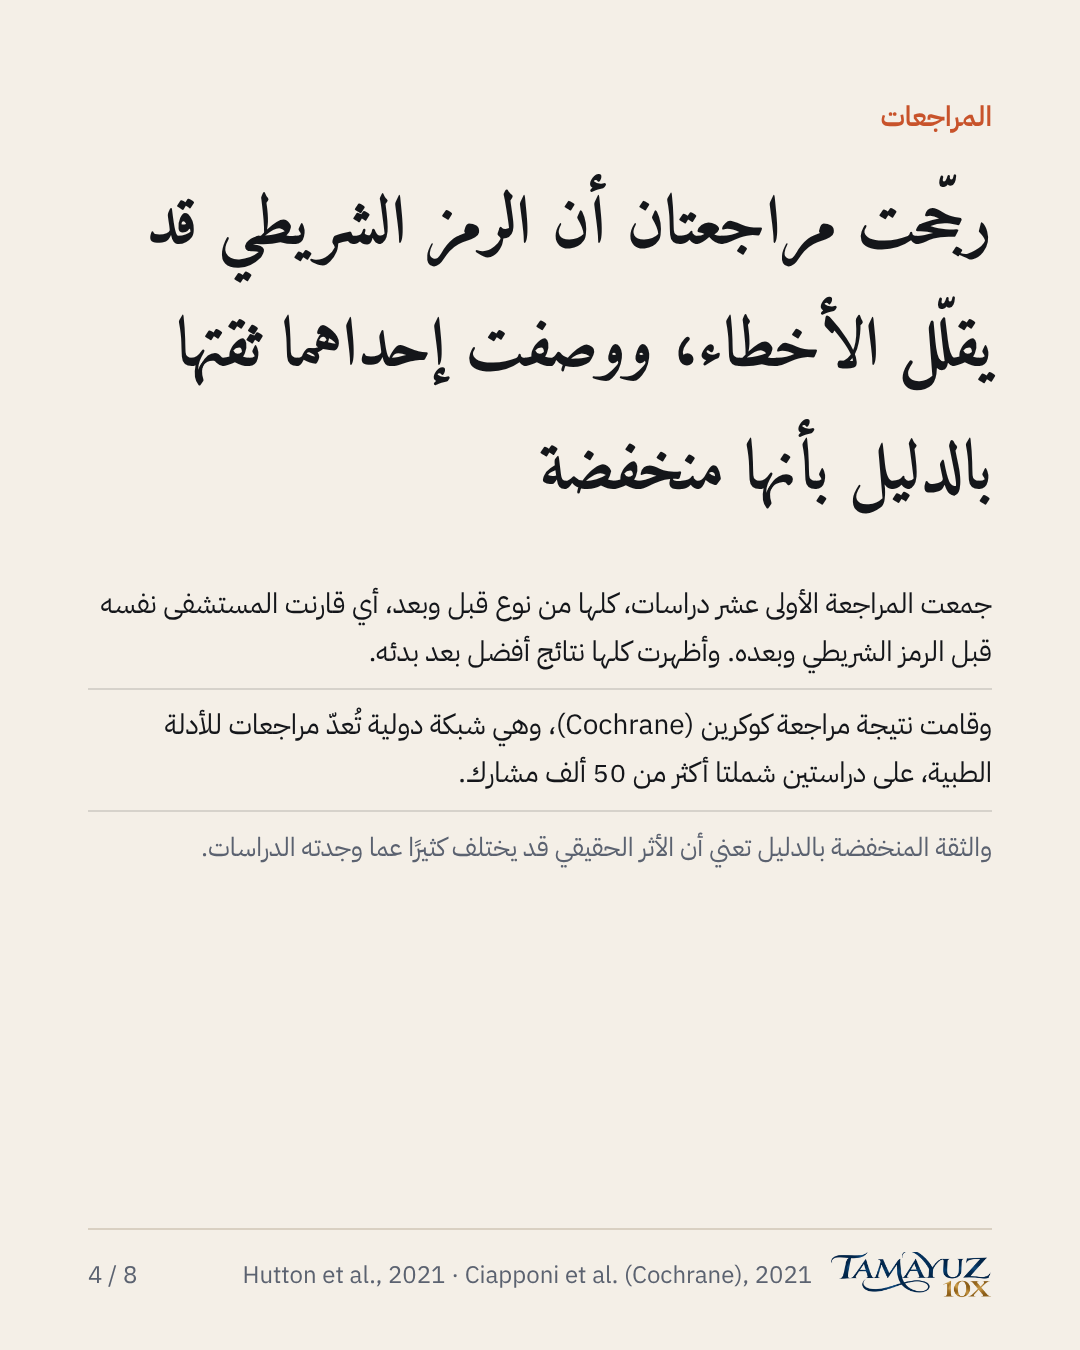 المراجعات
رجّحت مراجعتان أن الرمز الشريطي قد
يقلّل الأخطاء، ووصفت إحداهما ثقتها
بالدليل بأنها منخفضة
جمعت المراجعة الأولى عشر دراسات، كلها من نوع قبل وبعد، أي قارنت المستشفى نفسه
قبل الرمز الشريطي وبعده. وأظهرت كلها نتائج أفضل بعد بدئه.
وقامت نتيجة مراجعة كوكرين (Cochrane)، وهي شبكة دولية تُعدّ مراجعات للأدلة
الطبية، على دراستين شملتا أكثر من 50 ألف مشارك.
والثقة المنخفضة بالدليل تعني أن الأثر الحقيقي قد يختلف كثيرًا عما وجدته الدراسات.
TAMAYUZ
10X
Hutton et al., 2021 · Ciapponi et al. (Cochrane), 2021
4 / 8